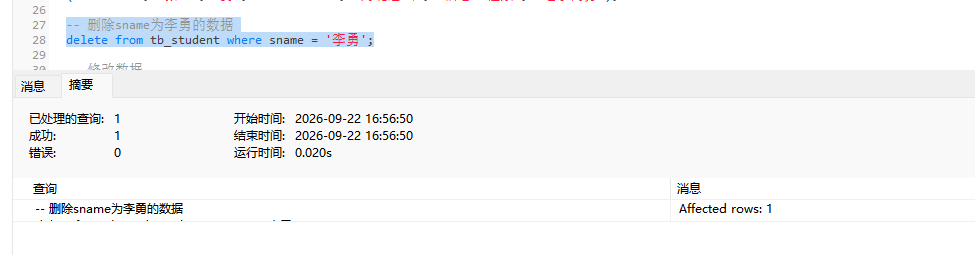 26
27 -- 删除sname为李勇的数据
28 delete from tb_student where sname = '李勇';
29
消息 摘要
已处理的查询: 1 开始时间: 2026-09-22 16:56:50
成功: 1 结束时间: 2026-09-22 16:56:50
错误: 0 运行时间: 0.020s
查询 消息
-- 删除sname为李勇的数据 Affected rows: 1